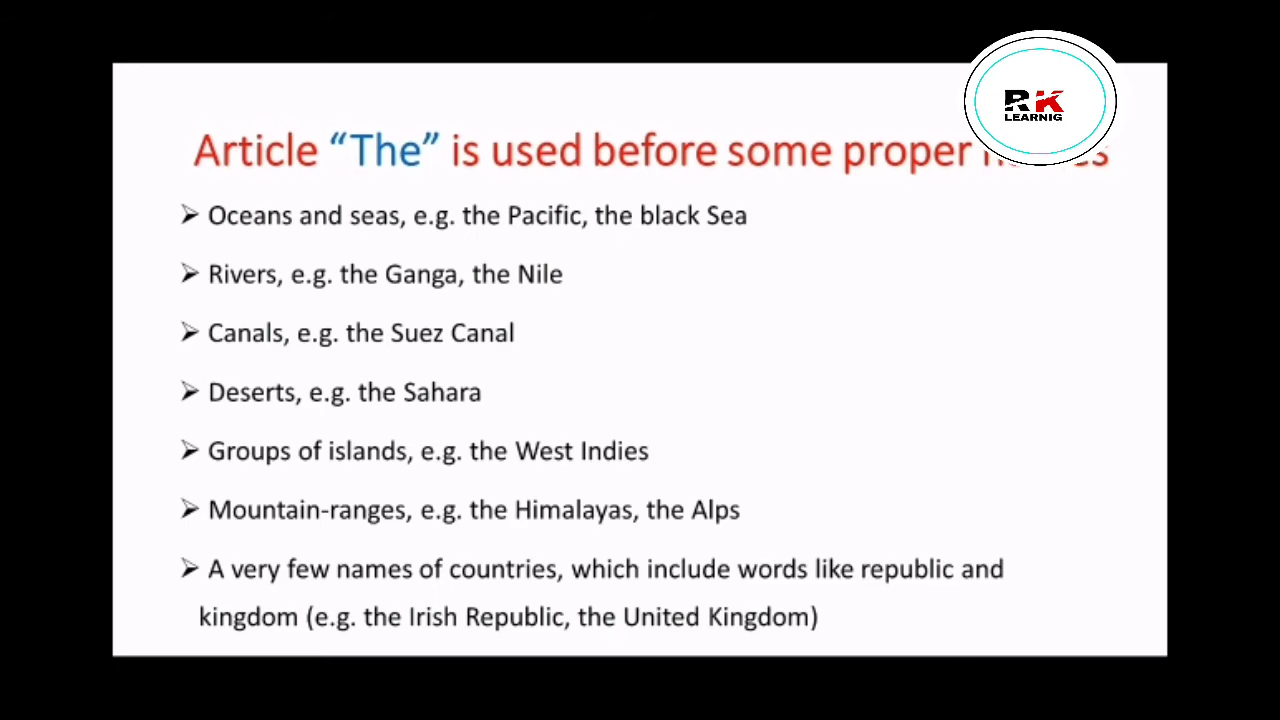 RK
LEARNIG
Article “The” is used before some proper
➢ Oceans and seas, e.g. the Pacific, the black Sea
➢ Rivers, e.g. the Ganga, the Nile
➢ Canals, e.g. the Suez Canal
➢ Deserts, e.g. the Sahara
➢ Groups of islands, e.g. the West Indies
➢ Mountain-ranges, e.g. the Himalayas, the Alps
➢ A very few names of countries, which include words like republic and
kingdom (e.g. the Irish Republic, the United Kingdom)